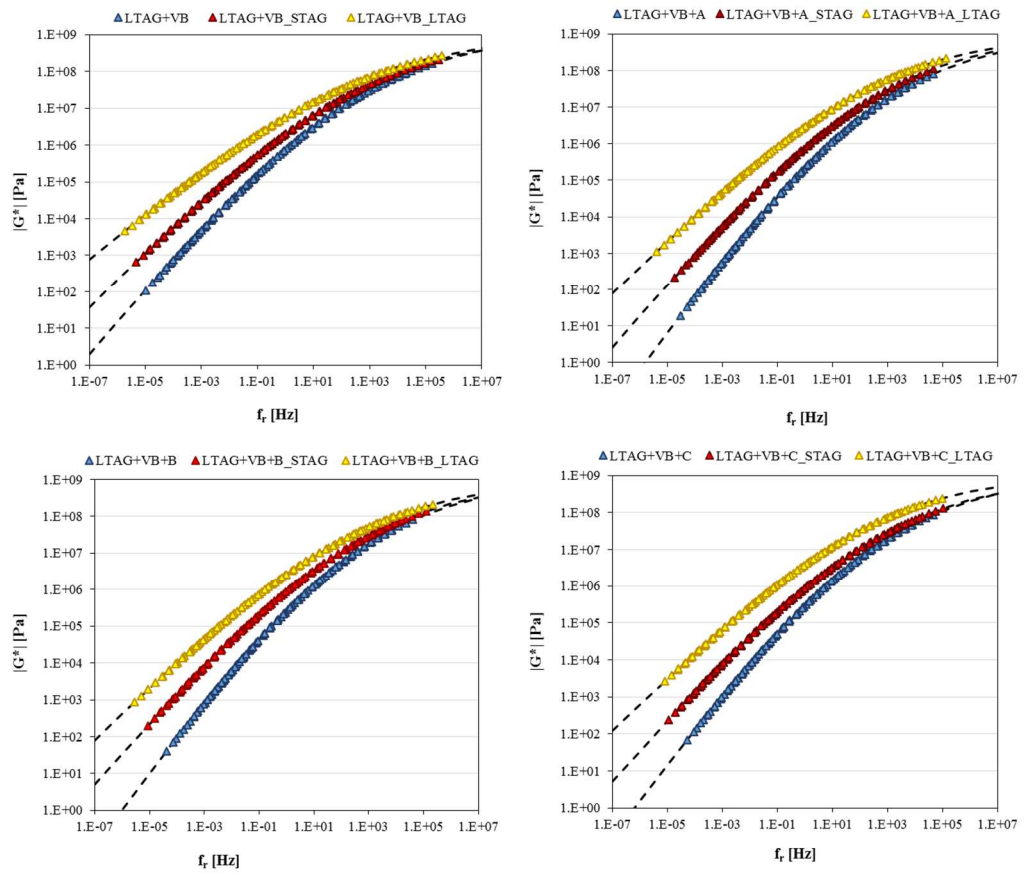 LTAG+VB LTAG+VB_STAG LTAG+VB_LTAG
1.E+09
1.E+08
1.E+07
1.E+06
1.E+05
1.E+04
1.E+03
1.E+02
1.E+01
1.E+00
|G*| [Pa]
1.E-07 1.E-05 1.E-03 1.E-01 1.E+01 1.E+03 1.E+05 1.E+07
fr [Hz]
LTAG+VB+A LTAG+VB+A_STAG LTAG+VB+A_LTAG
1.E+09
1.E+08
1.E+07
1.E+06
1.E+05
1.E+04
1.E+03
1.E+02
1.E+01
1.E+00
|G*| [Pa]
1.E-07 1.E-05 1.E-03 1.E-01 1.E+01 1.E+03 1.E+05 1.E+07
fr [Hz]
LTAG+VB+B LTAG+VB+B_STAG LTAG+VB+B_LTAG
1.E+09
1.E+08
1.E+07
1.E+06
1.E+05
1.E+04
1.E+03
1.E+02
1.E+01
1.E+00
|G*| [Pa]
1.E-07 1.E-05 1.E-03 1.E-01 1.E+01 1.E+03 1.E+05 1.E+07
fr [Hz]
LTAG+VB+C LTAG+VB+C_STAG LTAG+VB+C_LTAG
1.E+09
1.E+08
1.E+07
1.E+06
1.E+05
1.E+04
1.E+03
1.E+02
1.E+01
1.E+00
|G*| [Pa]
1.E-07 1.E-05 1.E-03 1.E-01 1.E+01 1.E+03 1.E+05 1.E+07
fr [Hz]